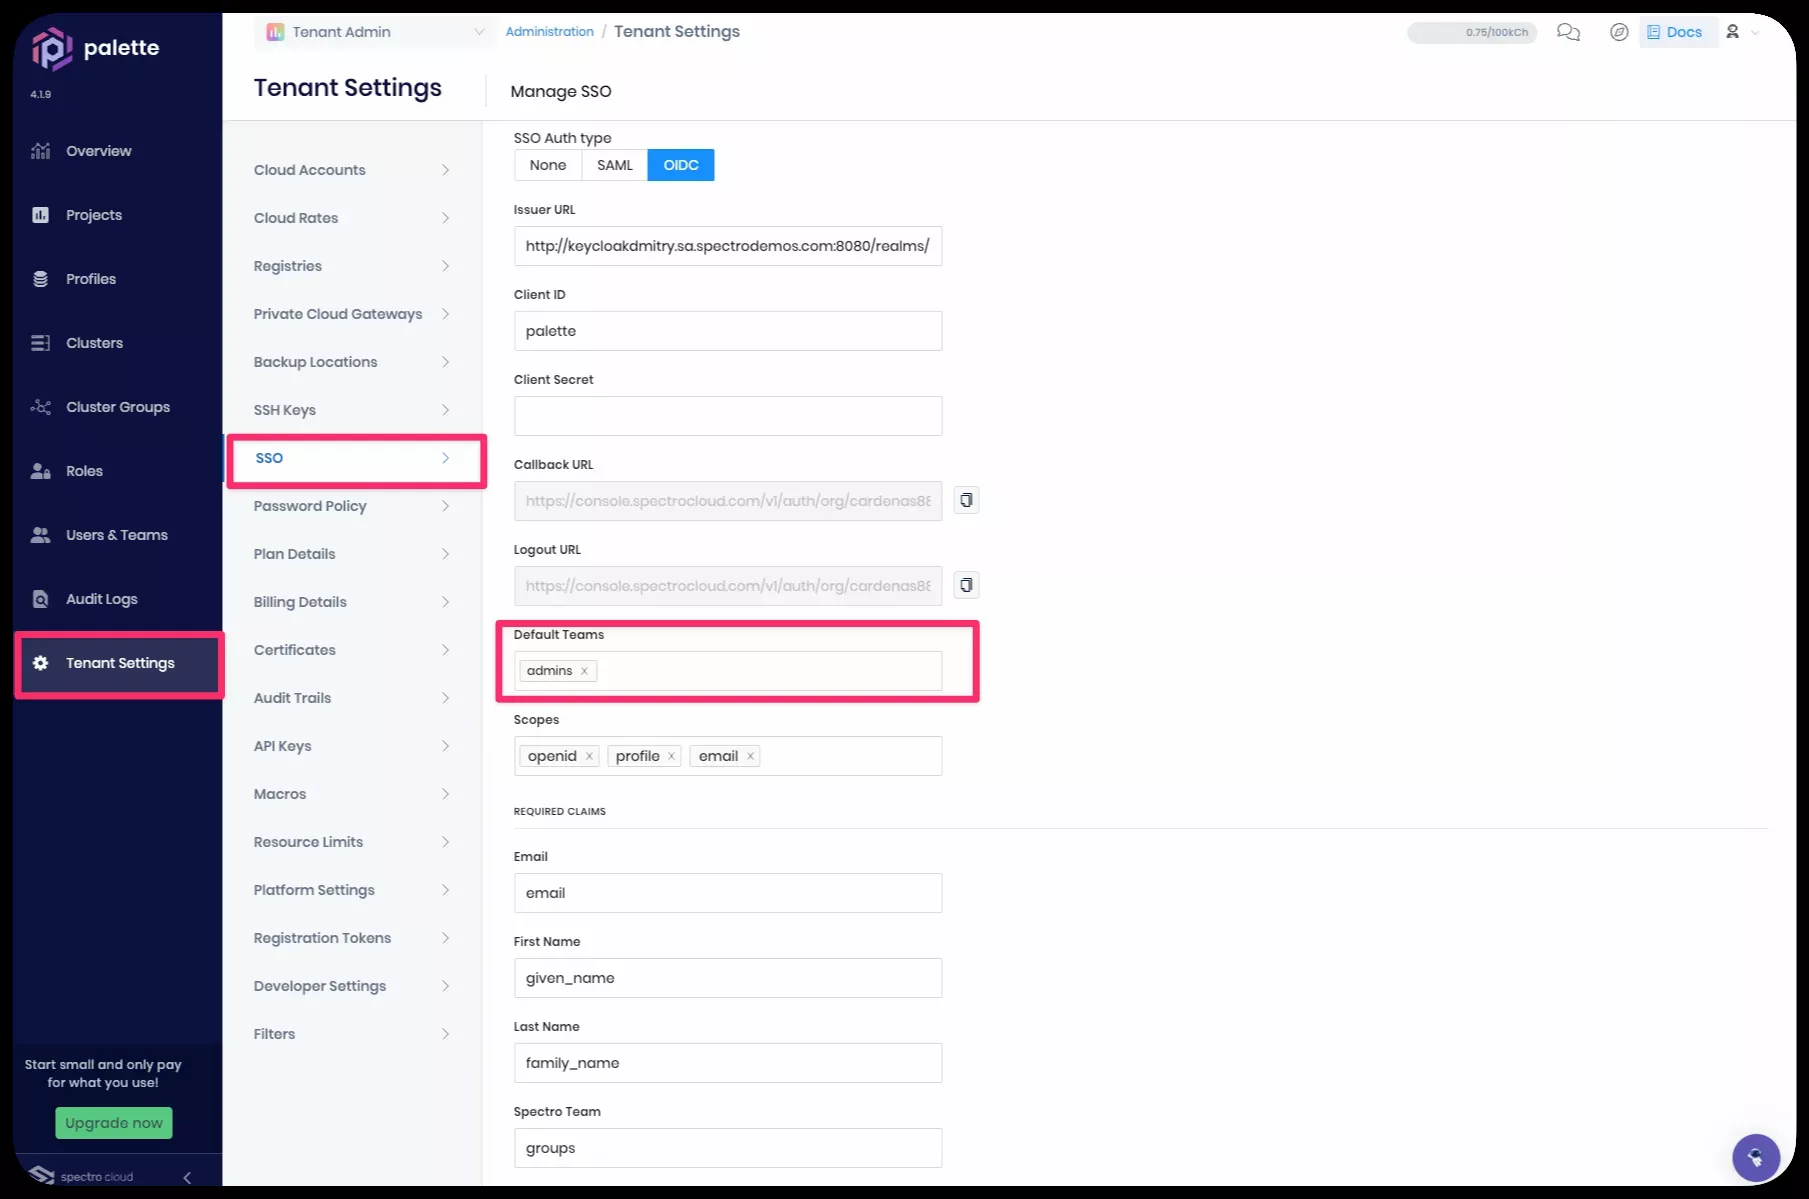 palette
4.1.9
Overview
Projects
Profiles
Clusters
Cluster Groups
Roles
Users & Teams
Audit Logs
Tenant Settings
Start small and only pay
for what you use!
Upgrade now
spectro cloud
Tenant Admin
Administration / Tenant Settings
0.75/100kCh
Docs
Tenant Settings
Manage SSO
Cloud Accounts
Cloud Rates
Registries
Private Cloud Gateways
Backup Locations
SSH Keys
SSO
Password Policy
Plan Details
Billing Details
Certificates
Audit Trails
API Keys
Macros
Resource Limits
Platform Settings
Registration Tokens
Developer Settings
Filters
SSO Auth type
None SAML OIDC
Issuer URL
http://keycloakdmitry.sa.spectrodemos.com:8080/realms/
Client ID
palette
Client Secret
Callback URL
https://console.spectrocloud.com/v1/auth/org/cardenas88
Logout URL
https://console.spectrocloud.com/v1/auth/org/cardenas88
Default Teams
admins x
Scopes
openid x profile x email x
REQUIRED CLAIMS
Email
email
First Name
given_name
Last Name
family_name
Spectro Team
groups